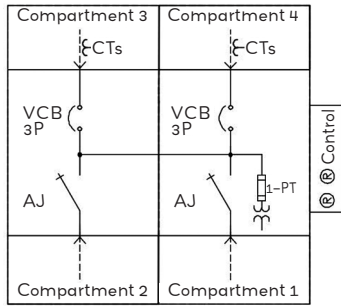 Compartment 3
Compartment 4
CTs
CTs
VCB
3P
VCB
3P
® ® Control
AJ
AJ
1-PT
Compartment 2
Compartment 1